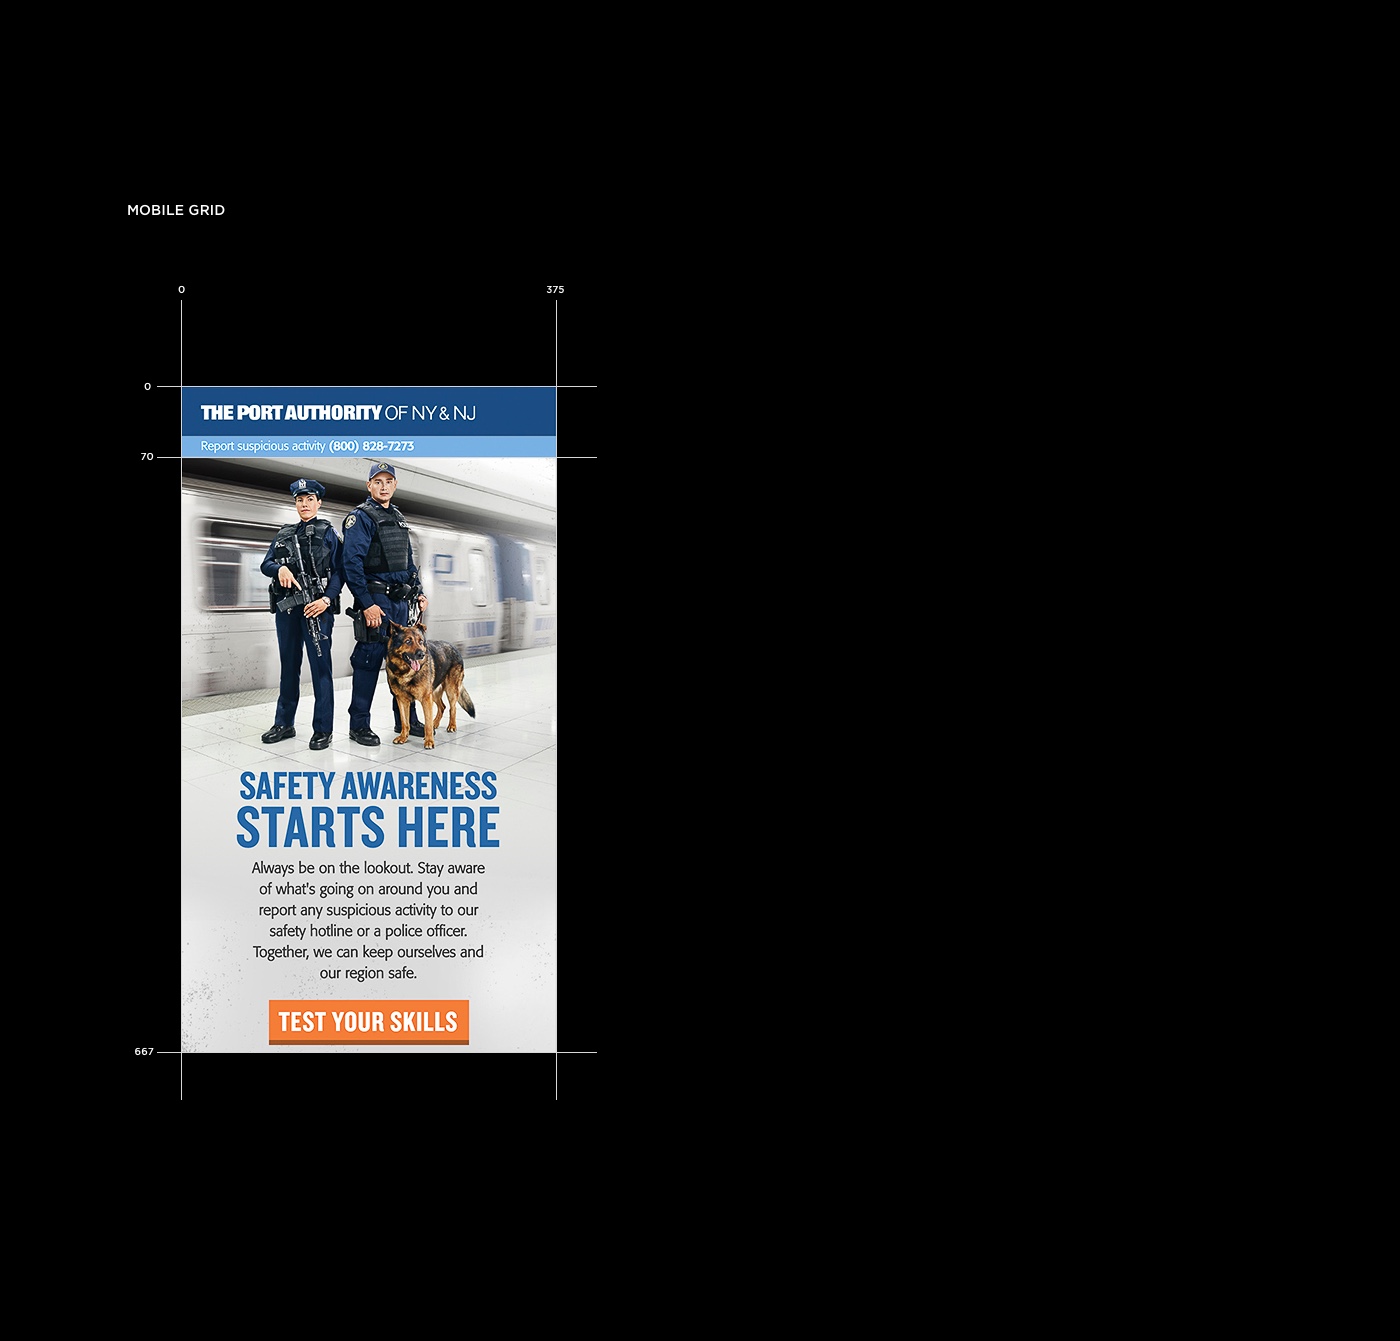 MOBILE GRID
0
375
0
THE PORT AUTHORITY OF NY & NJ
Report suspicious activity (800) 828-7273
70
SAFETY AWARENESS
STARTS HERE
Always be on the lookout. Stay aware
of what's going on around you and
report any suspicious activity to our
safety hotline or a police officer.
Together, we can keep ourselves and
our region safe.
TEST YOUR SKILLS
667